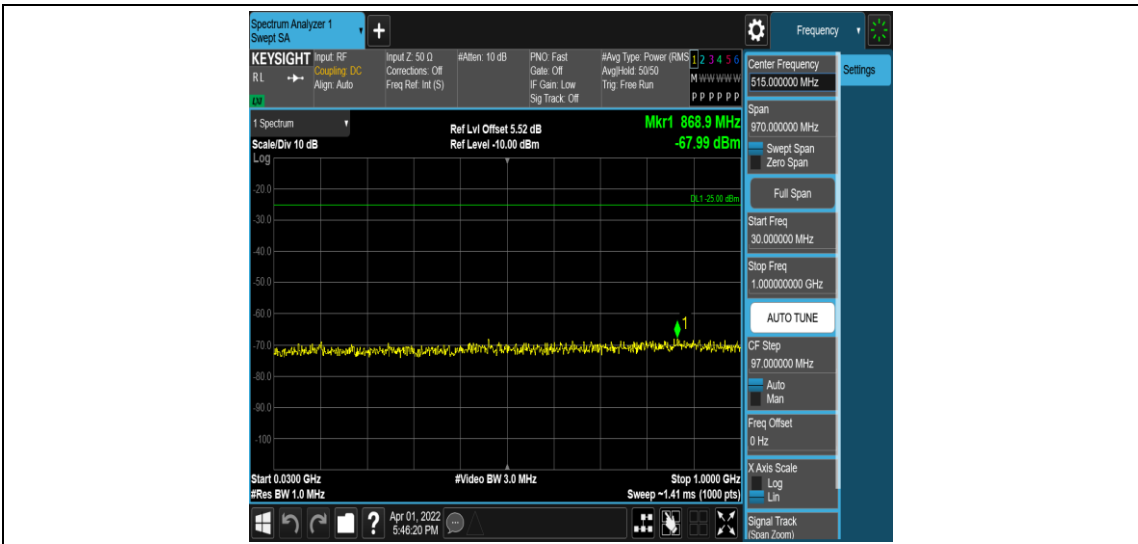 Spectrum Analyzer 1
Swept SA
+
Frequency
KEYSIGHT
RL
LXI
Input: RF
Coupling: DC
Align: Auto
Input Z: 50 Ω
Corrections: Off
Freq Ref: Int (S)
#Atten: 10 dB
PNO: Fast
Gate: Off
IF Gain: Low
Sig Track: Off
#Avg Type: Power (RMS
Avg|Hold: 50/50
Trig: Free Run
1 2 3 4 5 6
M W W W W W
P P P P P P
Center Frequency
515.000000 MHz
Settings
1 Spectrum
Scale/Div 10 dB
Log
Ref Lvl Offset 5.52 dB
Ref Level -10.00 dBm
Mkr1 868.9 MHz
-67.99 dBm
DL1 -25.00 dBm
-20.0
-30.0
-40.0
-50.0
-60.0
-70.0
-80.0
-90.0
-100
1
Start 0.0300 GHz
#Res BW 1.0 MHz
#Video BW 3.0 MHz
Stop 1.0000 GHz
Sweep ~1.41 ms (1000 pts)
Span
970.000000 MHz
Swept Span
Zero Span
Full Span
Start Freq
30.000000 MHz
Stop Freq
1.000000000 GHz
AUTO TUNE
CF Step
97.000000 MHz
Auto
Man
Freq Offset
0 Hz
X Axis Scale
Log
Lin
Signal Track
(Span Zoom)
?
Apr 01, 2022
5:46:20 PM